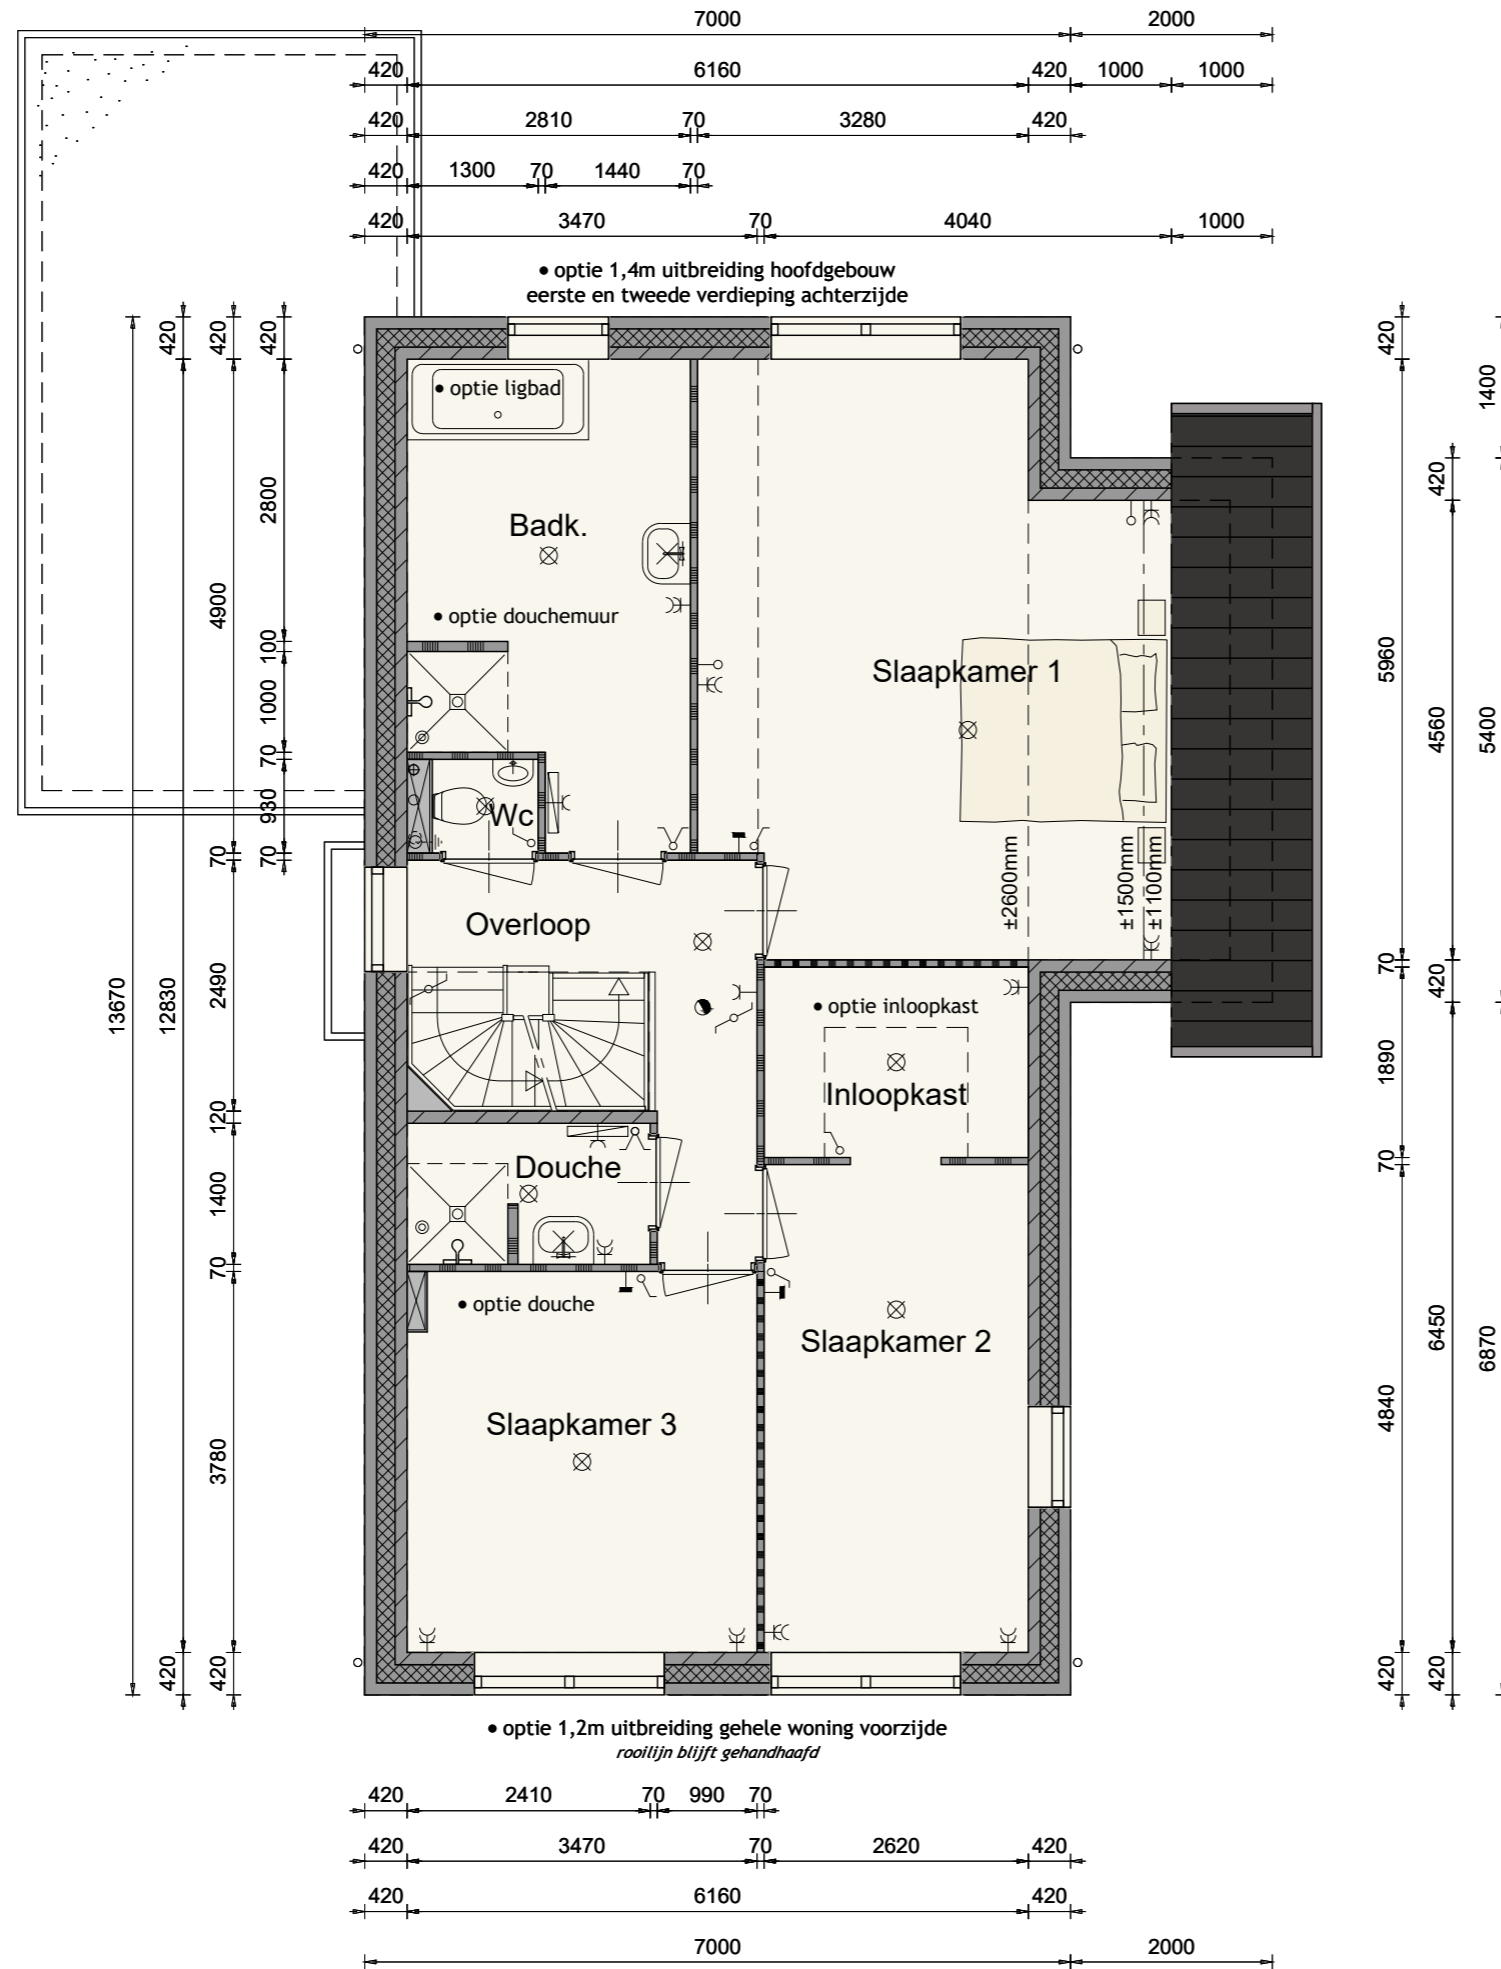 7000 2000
420 6160 420 1000 1000
420 2810 70 3280 420
420 1300 70 1440 70
420 3470 70 4040 1000
• optie 1,4m uitbreiding hoofdgebouw
eerste en tweede verdieping achterzijde
420 420 420
420
1400
• optie ligbad
2800
420
Badk.
4900
• optie douchemuur
100
Slaapkamer 1
5960
1000
4560
5400
70
930
Wc
70
70
±2600mm
±1500mm
±1100mm
Overloop
13670
12830
2490
70
420
• optie inloopkast
1890
Inloopkast
120
Douche
70
1400
70
• optie douche
Slaapkamer 2
6450
6870
Slaapkamer 3
4840
3780
420
420
420
420
• optie 1,2m uitbreiding gehele woning voorzijde
rooilijn blijft gehandhaafd
420 2410 70 990 70
420 3470 70 2620 420
420 6160 420
7000 2000